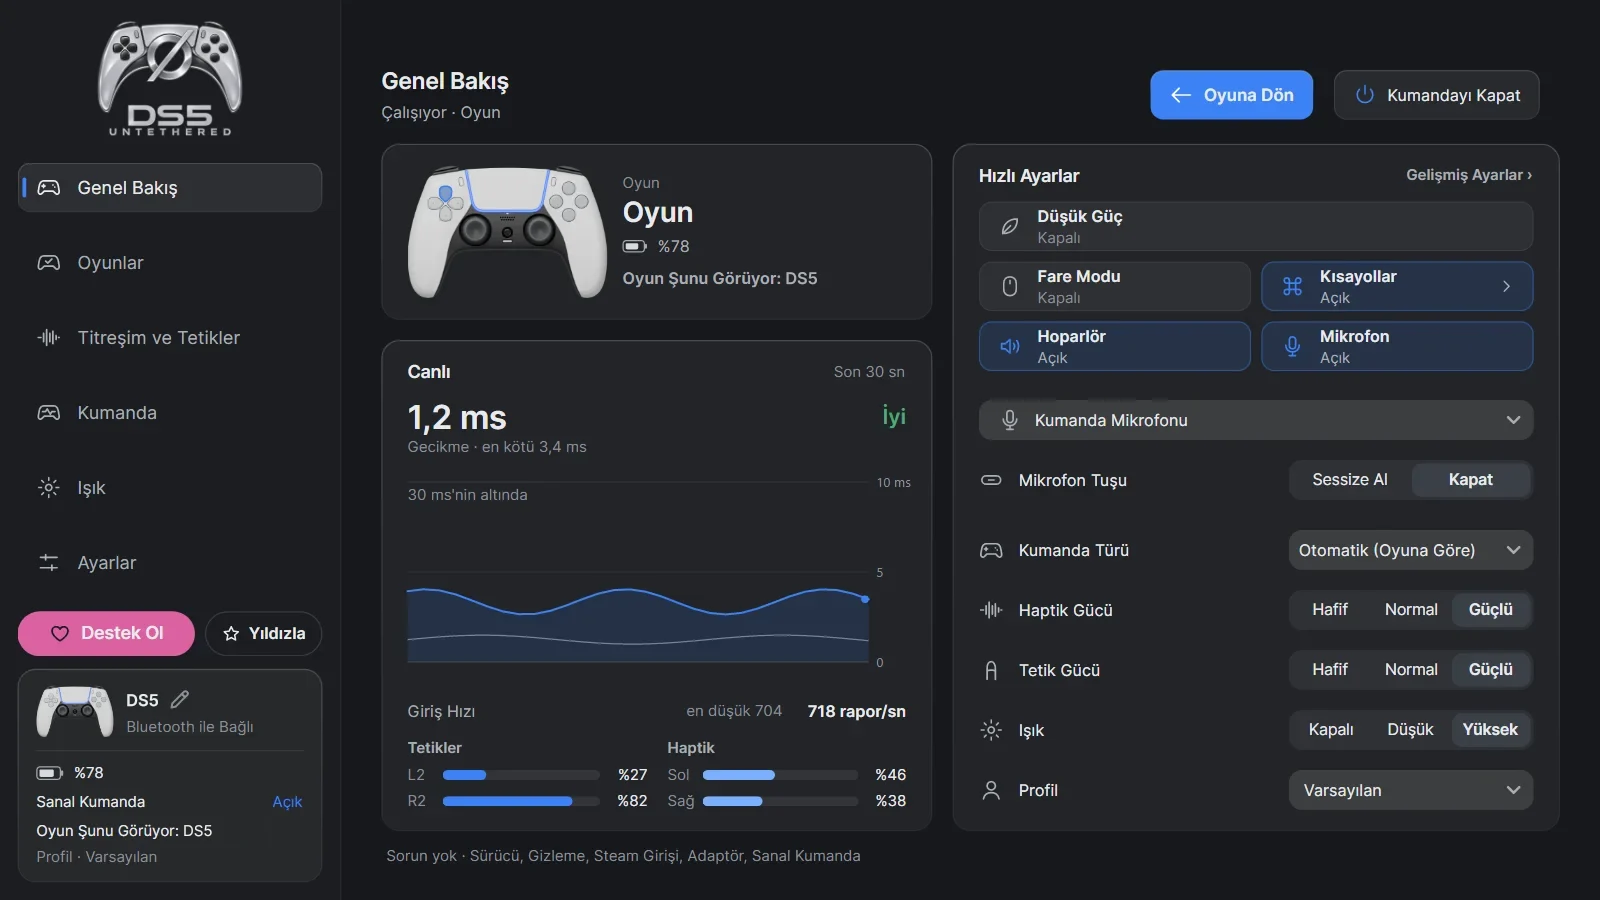 DS5
UNTETHERED
Genel Bakış
Oyunlar
Titreşim ve Tetikler
Kumanda
Işık
Ayarlar
Destek Ol
Yıldızla
DS5
Bluetooth ile Bağlı
%78
Sanal Kumanda Açık
Oyun Şunu Görüyor: DS5
Profil · Varsayılan
Genel Bakış
Çalışıyor · Oyun
Oyuna Dön
Kumandayı Kapat
Oyun
Oyun
%78
Oyun Şunu Görüyor: DS5
Canlı Son 30 sn
1,2 ms İyi
Gecikme · en kötü 3,4 ms
10 ms
30 ms'nin altında
5
0
Giriş Hızı en düşük 704 718 rapor/sn
Tetikler Haptik
L2 %27 Sol %46
R2 %82 Sağ %38
Sorun yok · Sürücü, Gizleme, Steam Girişi, Adaptör, Sanal Kumanda
Hızlı Ayarlar Gelişmiş Ayarlar ›
Düşük Güç
Kapalı
Fare Modu
Kapalı
Kısayollar
Açık
Hoparlör
Açık
Mikrofon
Açık
Kumanda Mikrofonu
Mikrofon Tuşu Sessize Al Kapat
Kumanda Türü Otomatik (Oyuna Göre)
Haptik Gücü Hafif Normal Güçlü
Tetik Gücü Hafif Normal Güçlü
Işık Kapalı Düşük Yüksek
Profil Varsayılan